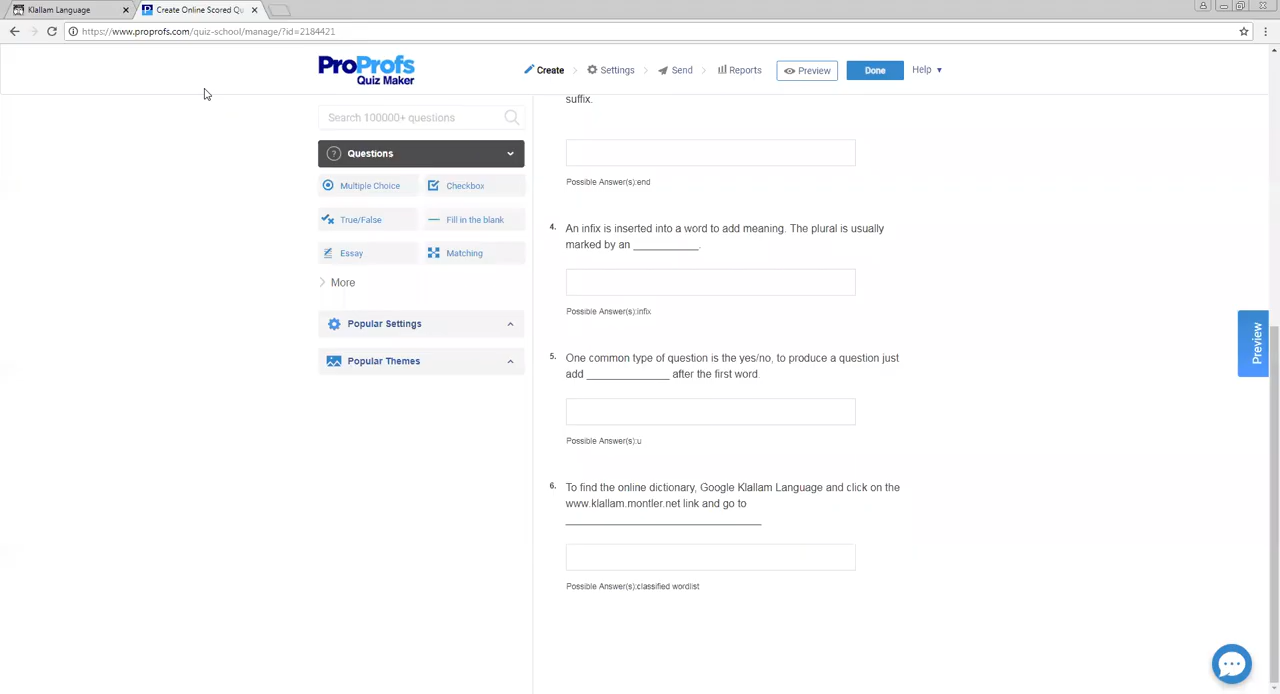 Klallam Language
Create Online Scored Qu
https://www.proprofs.com/quiz-school/manage/?id=2184421
ProProfs
Quiz Maker
Create
Settings
Send
Reports
Preview
Done
Help
Search 100000+ questions
Questions
Multiple Choice
Checkbox
True/False
Fill in the blank
Essay
Matching
More
Popular Settings
Popular Themes
suffix.
Possible Answer(s):end
4. An infix is inserted into a word to add meaning. The plural is usually
marked by an ___________.
Possible Answer(s):infix
5. One common type of question is the yes/no, to produce a question just
add ______________ after the first word.
Possible Answer(s):u
6. To find the online dictionary, Google Klallam Language and click on the
www.klallam.montler.net link and go to
_________________________________
Possible Answer(s):classified wordlist
Preview